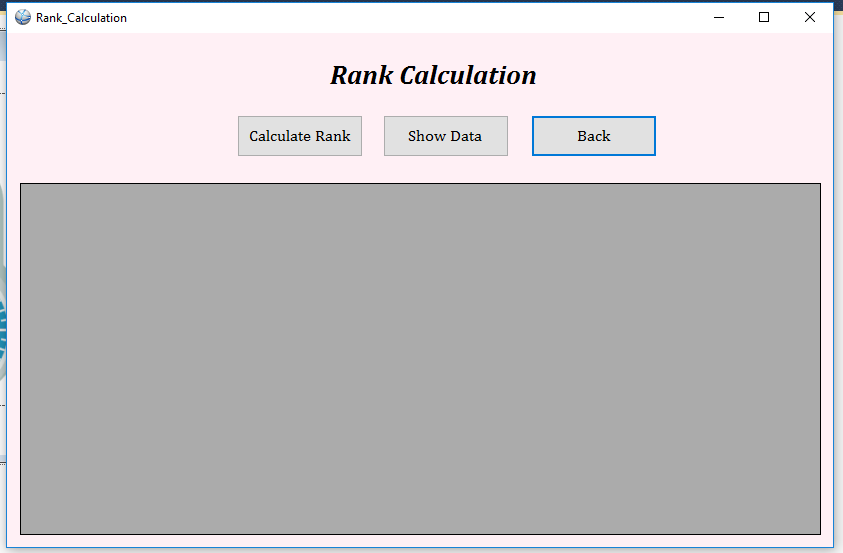 Rank_Calculation
Rank Calculation
Calculate Rank
Show Data
Back